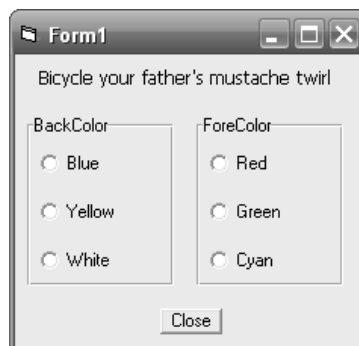 Form1
Bicycle your father's mustache twirl
BackColor
Blue
Yellow
White
ForeColor
Red
Green
Cyan
Close